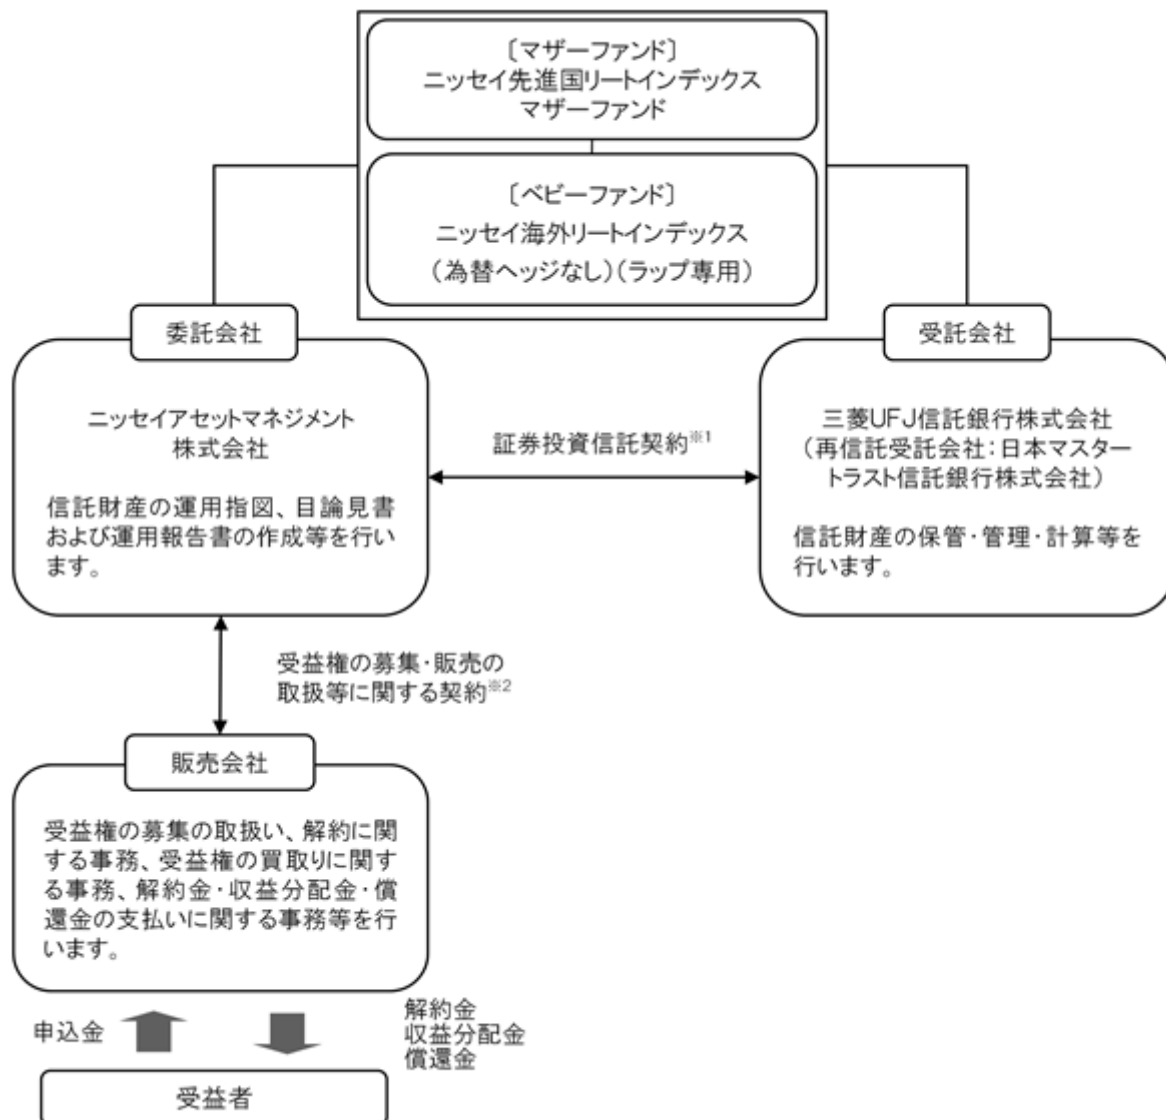 〔マザーファンド〕
ニッセイ先進国リートインデックス
マザーファンド
〔ベビーファンド〕
ニッセイ海外リートインデックス
（為替ヘッジなし）（ラップ専用）
委託会社
ニッセイアセットマネジメント
株式会社
信託財産の運用指図、目論見書
および運用報告書の作成等を行い
ます。
証券投資信託契約※1
受託会社
三菱UFJ信託銀行株式会社
（再信託受託会社：日本マスター
トラスト信託銀行株式会社）
信託財産の保管・管理・計算等を
行います。
受益権の募集・販売の
取扱等に関する契約※2
販売会社
受益権の募集の取扱い、解約に関
する事務、受益権の買取りに関す
る事務、解約金・収益分配金・償
還金の支払いに関する事務等を行
います。
申込金
解約金
収益分配金
償還金
受益者